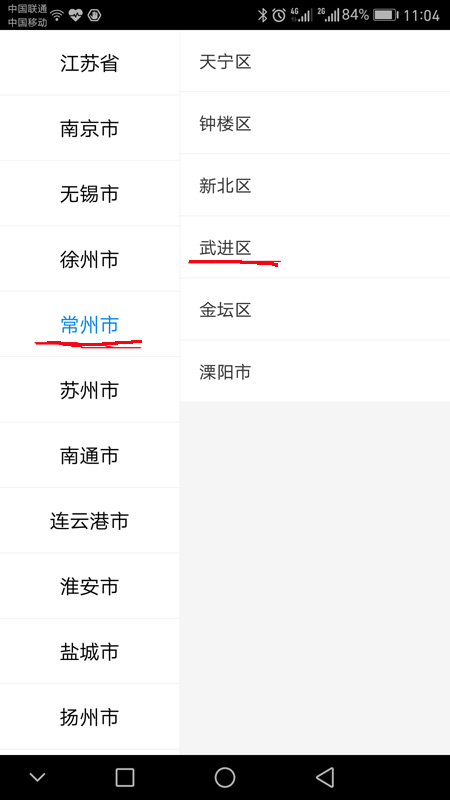 中国联通
中国移动
4G
2G
84%
11:04
江苏省
南京市
无锡市
徐州市
常州市
苏州市
南通市
连云港市
淮安市
盐城市
扬州市
天宁区
钟楼区
新北区
武进区
金坛区
溧阳市